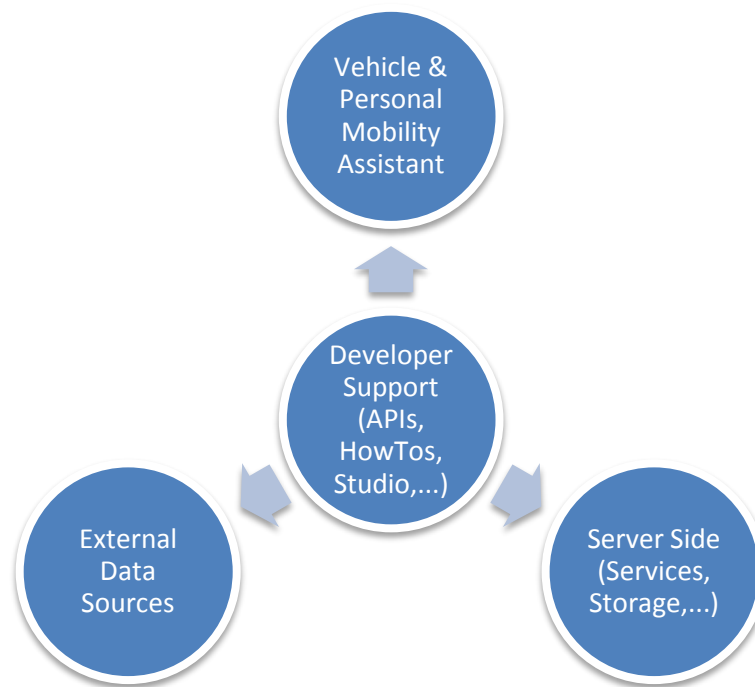 Vehicle &
Personal
Mobility
Assistant
Developer
Support
(APIs,
HowTos,
Studio,...)
External
Data
Sources
Server Side
(Services,
Storage,...)